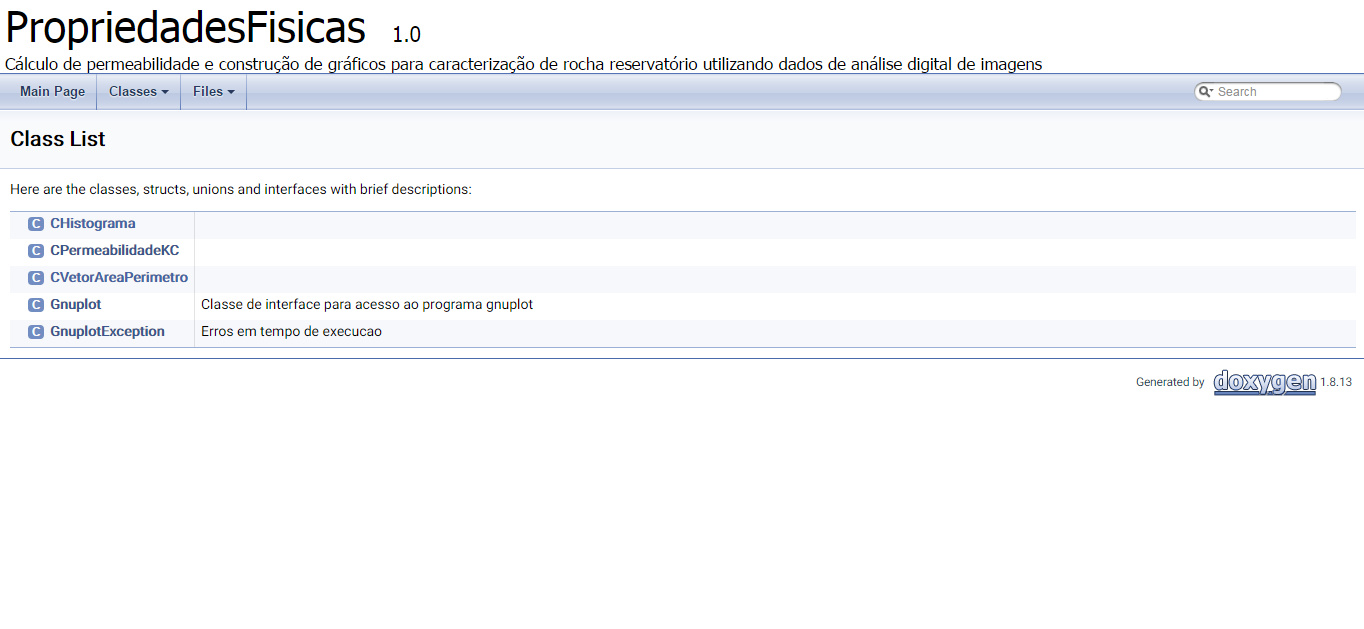 PropriedadesFisicas 1.0
Cálculo de permeabilidade e construção de gráficos para caracterização de rocha reservatório utilizando dados de análise digital de imagens
Main Page Classes Files Search
Class List
Here are the classes, structs, unions and interfaces with brief descriptions:
C CHistograma
C CPermeabilidadeKC
C CVetorAreaPerimetro
C Gnuplot Classe de interface para acesso ao programa gnuplot
C GnuplotException Erros em tempo de execucao
Generated by doxygen 1.8.13